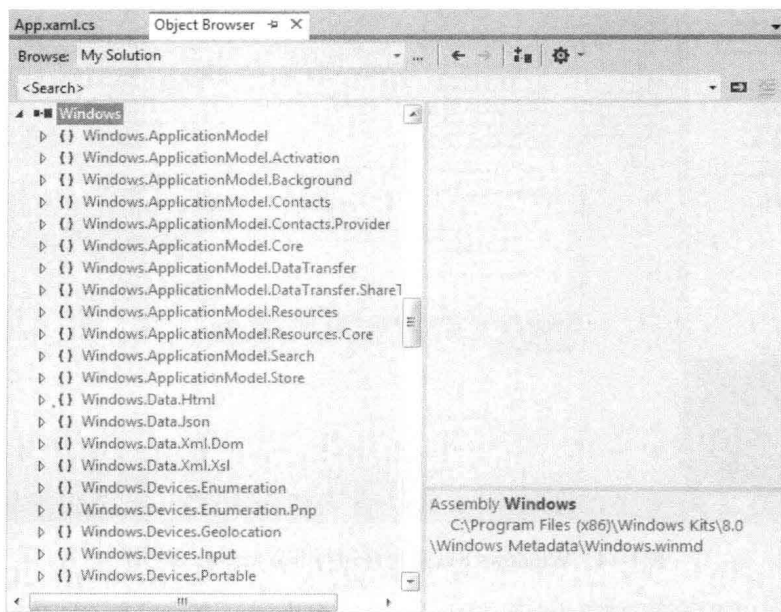 App.xaml.cs
Object Browser
Browse: My Solution
...
<Search>
Windows
{} Windows.ApplicationModel
{} Windows.ApplicationModel.Activation
{} Windows.ApplicationModel.Background
{} Windows.ApplicationModel.Contacts
{} Windows.ApplicationModel.Contacts.Provider
{} Windows.ApplicationModel.Core
{} Windows.ApplicationModel.DataTransfer
{} Windows.ApplicationModel.DataTransfer.ShareT
{} Windows.ApplicationModel.Resources
{} Windows.ApplicationModel.Resources.Core
{} Windows.ApplicationModel.Search
{} Windows.ApplicationModel.Store
{} Windows.Data.Html
{} Windows.Data.Json
{} Windows.Data.Xml.Dom
{} Windows.Data.Xml.Xsl
{} Windows.Devices.Enumeration
{} Windows.Devices.Enumeration.Pnp
{} Windows.Devices.Geolocation
{} Windows.Devices.Input
{} Windows.Devices.Portable
Assembly Windows
C:\Program Files (x86)\Windows Kits\8.0
\Windows Metadata\Windows.winmd